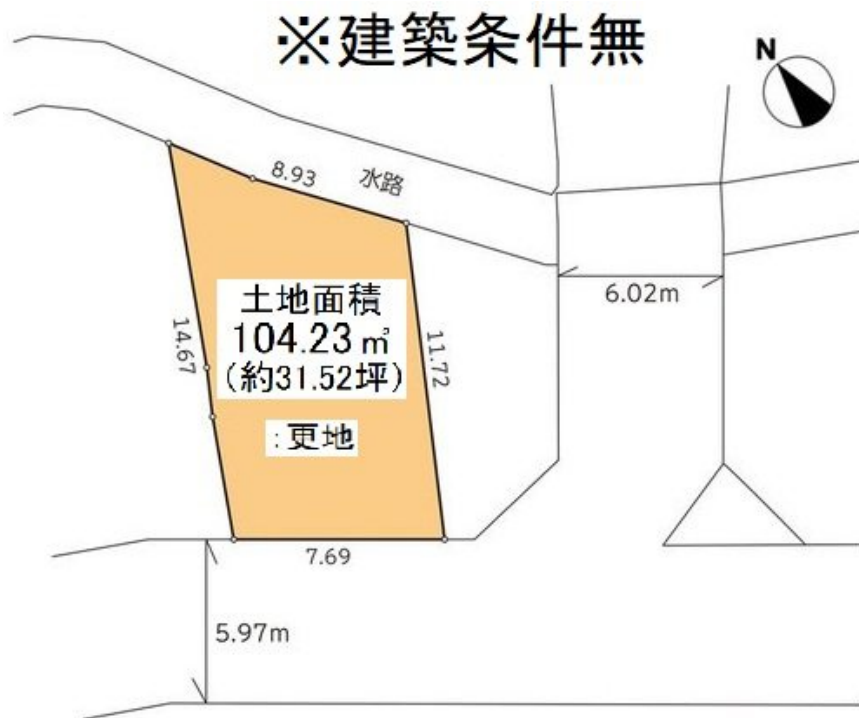 ※建築条件無
N
8.93
水路
6.02m
土地面積
104.23㎡
(約31.52坪)
14.67
11.72
:更地
7.69
5.97m